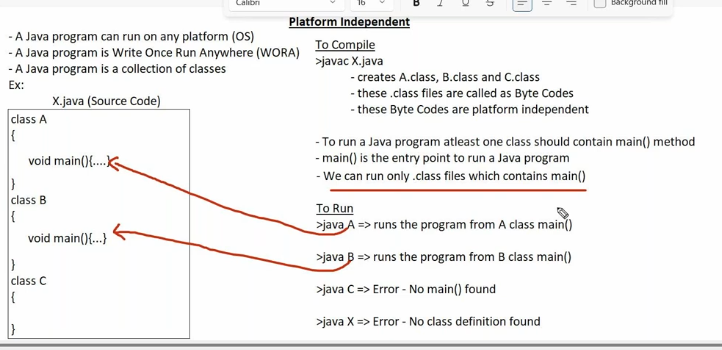 Calibri
16
B
Background fill
Platform Independent
- A Java program can run on any platform (OS)
- A Java program is Write Once Run Anywhere (WORA)
- A Java program is a collection of classes
Ex:
X.java (Source Code)
class A
{
void main(){....}
}
class B
{
void main(){...}
}
class C
{
}
To Compile
>javac X.java
- creates A.class, B.class and C.class
- these .class files are called as Byte Codes
- these Byte Codes are platform independent
- To run a Java program atleast one class should contain main() method
- main() is the entry point to run a Java program
- We can run only .class files which contains main()
To Run
>java A => runs the program from A class main()
>java B => runs the program from B class main()
>java C => Error - No main() found
>java X => Error - No class definition found